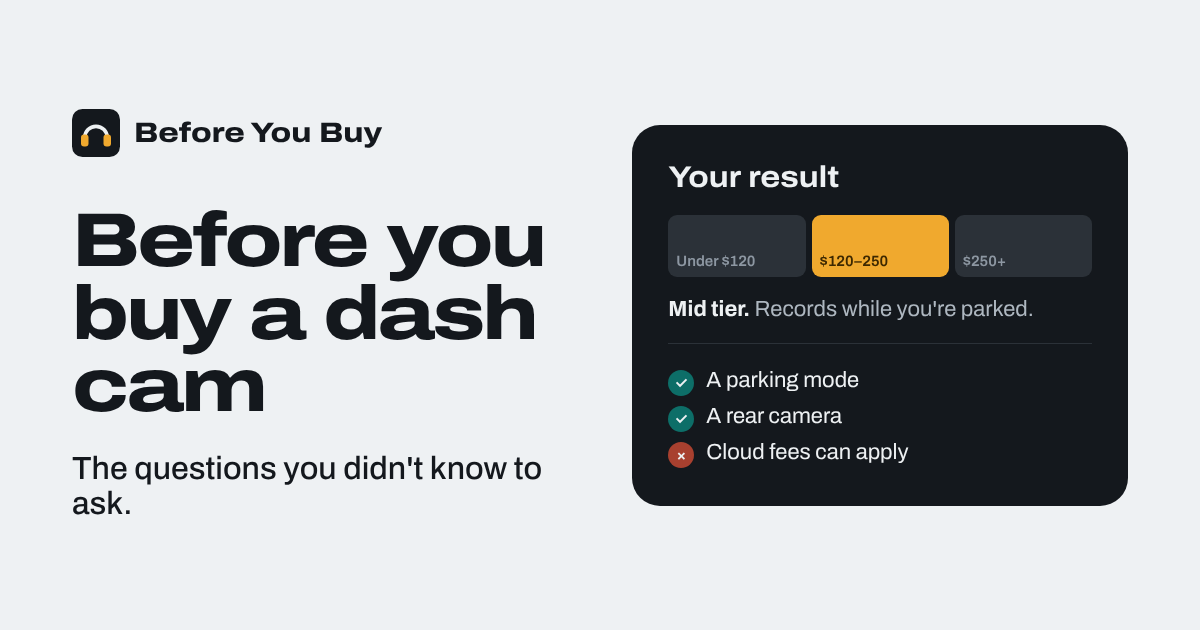 Before You Buy
Before you
buy a dash
cam
The questions you didn't know to
ask.
Your result
Under $120
$120–250
$250+
Mid tier. Records while you're parked.
A parking mode
A rear camera
Cloud fees can apply